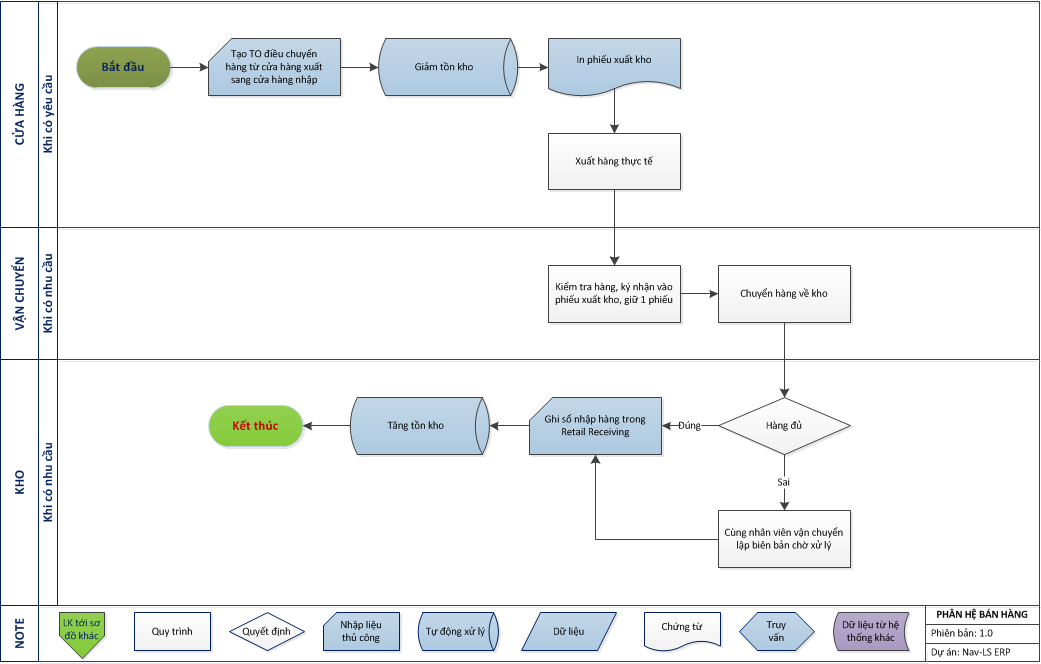 CỬA HÀNG
Khi có yêu cầu
Bắt đầu
Tạo TO điều chuyển
hàng từ cửa hàng xuất
sang cửa hàng nhập
Giảm tồn kho
In phiếu xuất kho
Xuất hàng thực tế
VẬN CHUYỂN
Khi có nhu cầu
Kiểm tra hàng, ký nhận vào
phiếu xuất kho, giữ 1 phiếu
Chuyển hàng về kho
KHO
Khi có nhu cầu
Kết thúc
Tăng tồn kho
Ghi sổ nhập hàng trong
Retail Receiving
Đúng
Hàng đủ
Sai
Cùng nhân viên vận chuyển
lập biên bản chờ xử lý
NOTE
LK tới sơ
đồ khác
Quy trình
Quyết định
Nhập liệu
thủ công
Tự động xử lý
Dữ liệu
Chứng từ
Truy
vấn
Dữ liệu từ hệ
thống khác
PHÂN HỆ BÁN HÀNG
Phiên bản: 1.0
Dự án: Nav-LS ERP